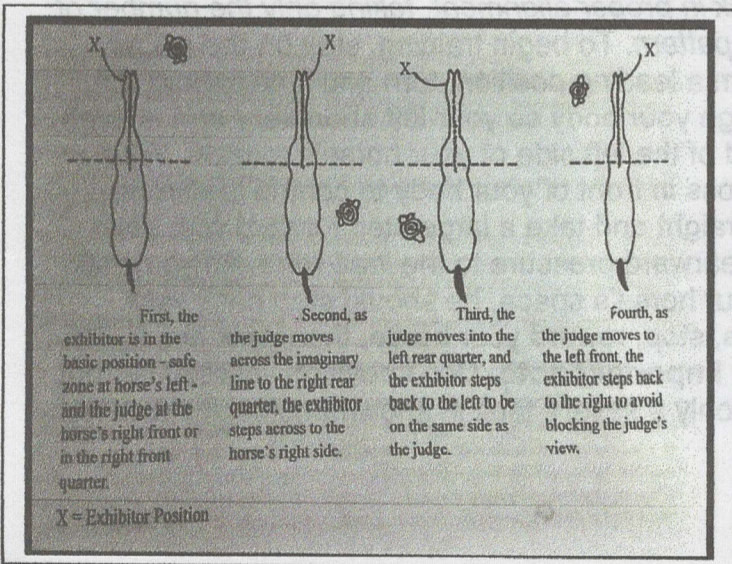 X
X
X
X
First, the
exhibitor is in the
basic position - safe
zone at horse's left -
and the judge at the
horse's right front or
in the right front
quarter.
Second, as
the judge moves
across the imaginary
line to the right rear
quarter, the exhibitor
steps across to the
horse's right side.
Third, the
judge moves into the
left rear quarter, and
the exhibitor steps
back to the left to be
on the same side as
the judge.
Fourth, as
the judge moves to
the left front, the
exhibitor steps back
to the right to avoid
blocking the judge's
view.
X = Exhibitor Position